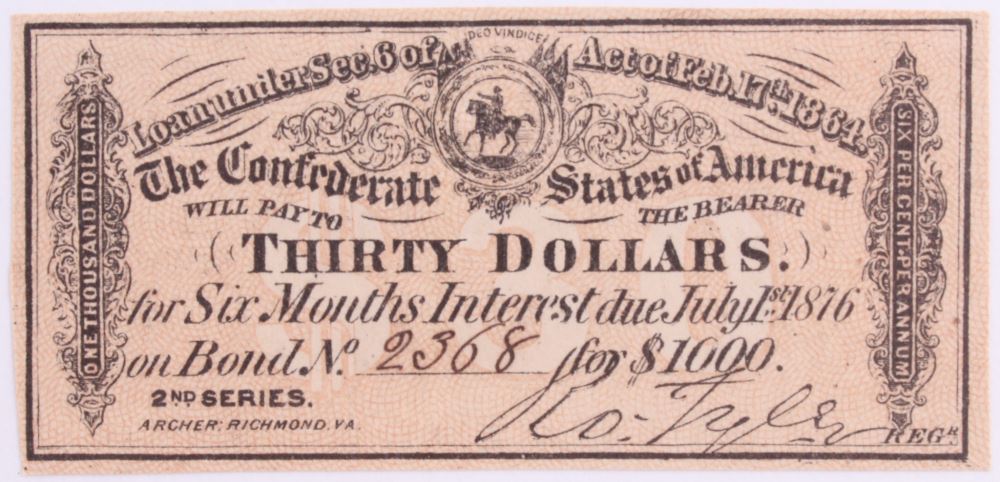 DEO VINDICE
Loan under Sec. 6 of Act of Feb. 17th 1864.
The Confederate States of America
WILL PAY TO THE BEARER
THIRTY DOLLARS.
for Six Months Interest due July 1st 1876
on Bond No. 2368 for $1000.
2ND SERIES.
ARCHER: RICHMOND. VA.
Ro. Tyler REGR.
ONE THOUSAND DOLLARS
SIX PER CENT PER ANNUM
$30